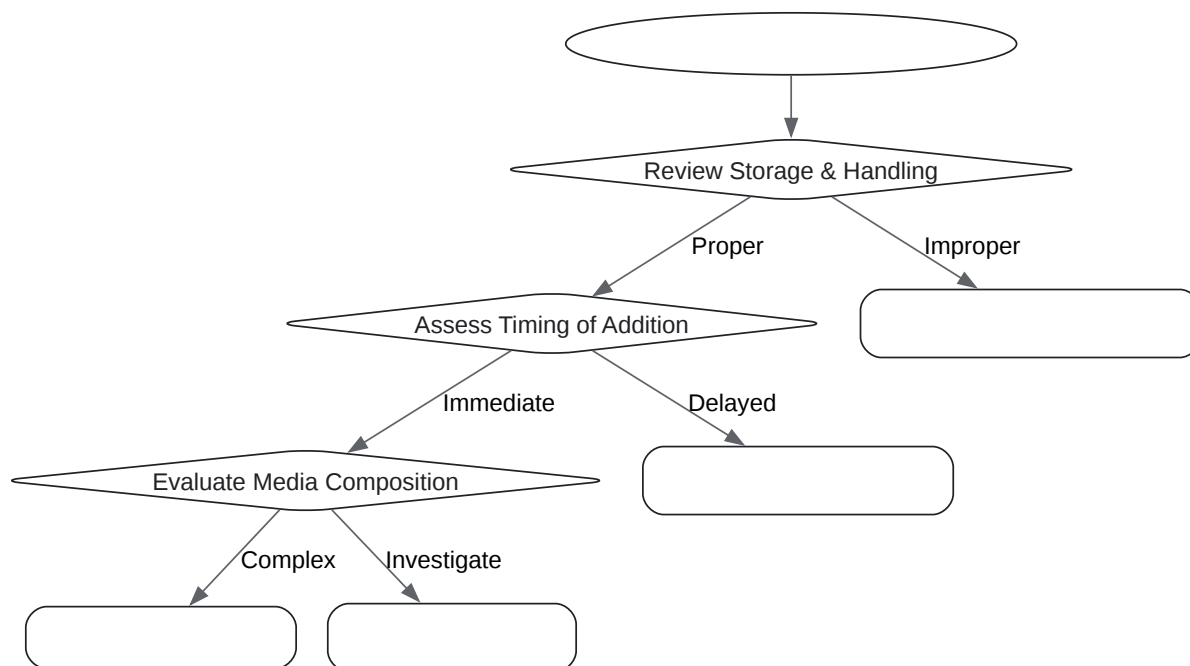 Review Storage & Handling
Proper
Improper
Assess Timing of Addition
Immediate
Delayed
Evaluate Media Composition
Complex
Investigate